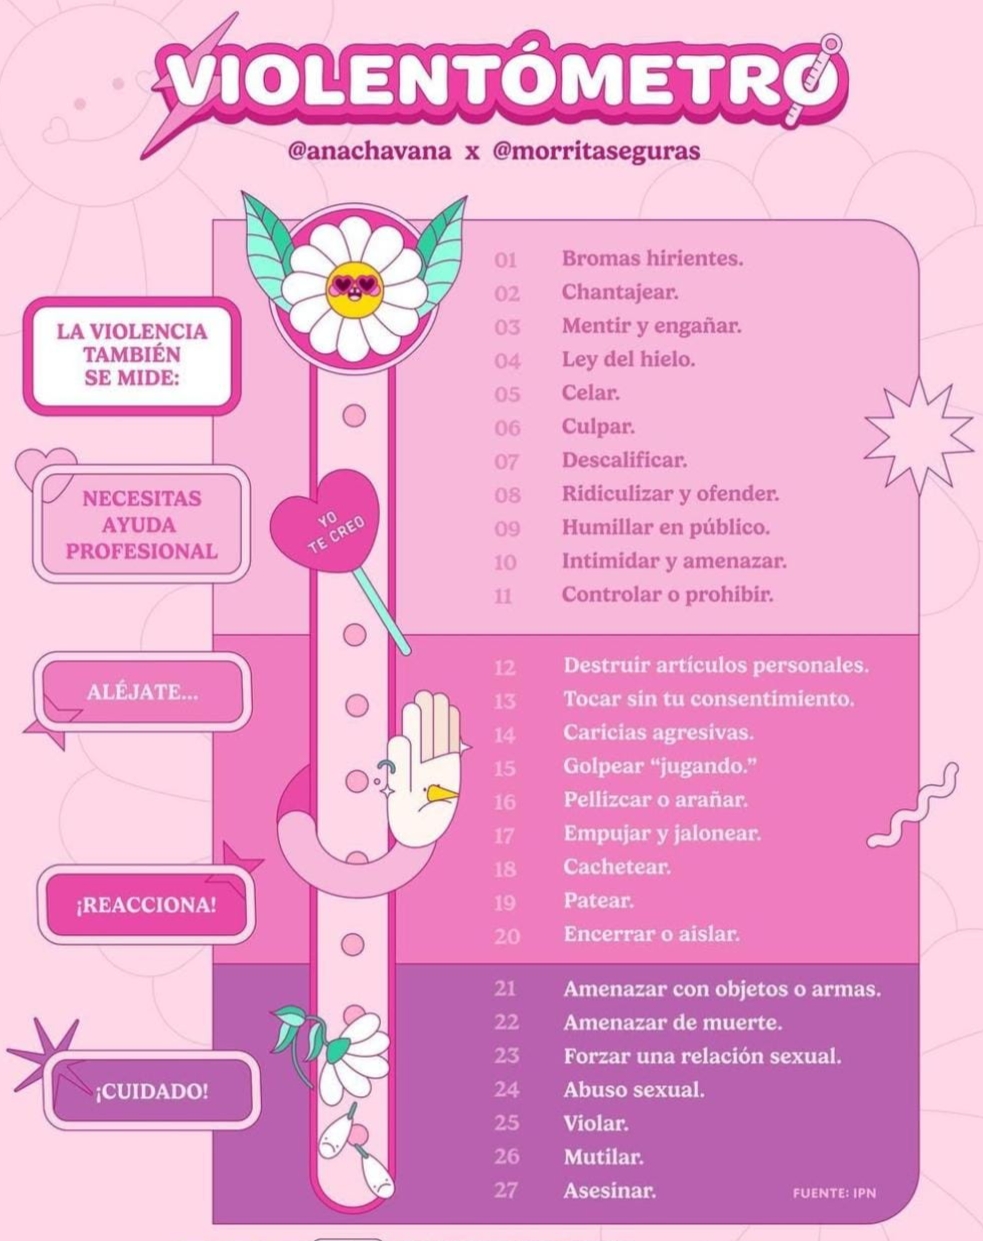 VIOLENTÓMETRO
@anachavana x @morritaseguras
LA VIOLENCIA
TAMBIÉN
SE MIDE:
NECESITAS
AYUDA
PROFESIONAL
ALÉJATE...
¡REACCIONA!
¡CUIDADO!
YO
TE CREO
01 Bromas hirientes.
02 Chantajear.
03 Mentir y engañar.
04 Ley del hielo.
05 Celar.
06 Culpar.
07 Descalificar.
08 Ridiculizar y ofender.
09 Humillar en público.
10 Intimidar y amenazar.
11 Controlar o prohibir.
12 Destruir artículos personales.
13 Tocar sin tu consentimiento.
14 Caricias agresivas.
15 Golpear “jugando.”
16 Pellizcar o arañar.
17 Empujar y jalonear.
18 Cachetear.
19 Patear.
20 Encerrar o aislar.
21 Amenazar con objetos o armas.
22 Amenazar de muerte.
23 Forzar una relación sexual.
24 Abuso sexual.
25 Violar.
26 Mutilar.
27 Asesinar.
FUENTE: IPN